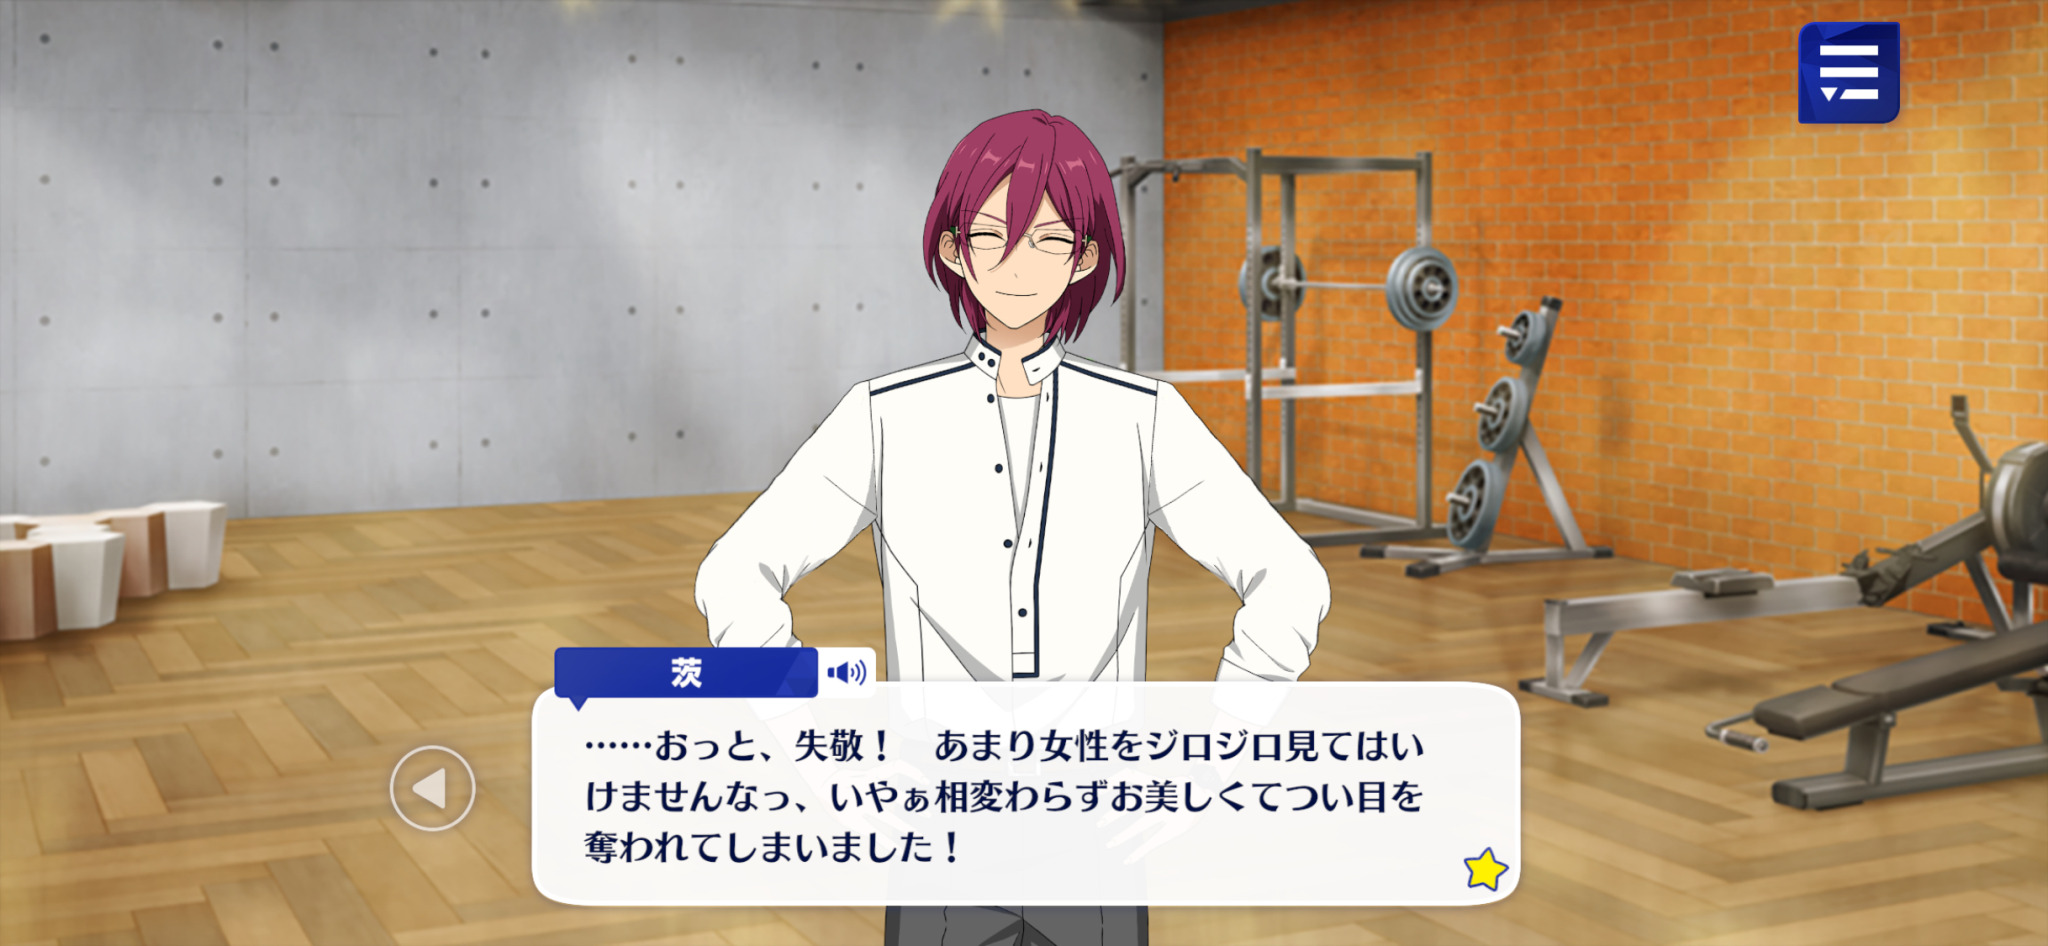 茨
……おっと、失敬！　あまり女性をジロジロ見てはい
けませんなっ、いやぁ相変わらずお美しくてつい目を
奪われてしまいました！